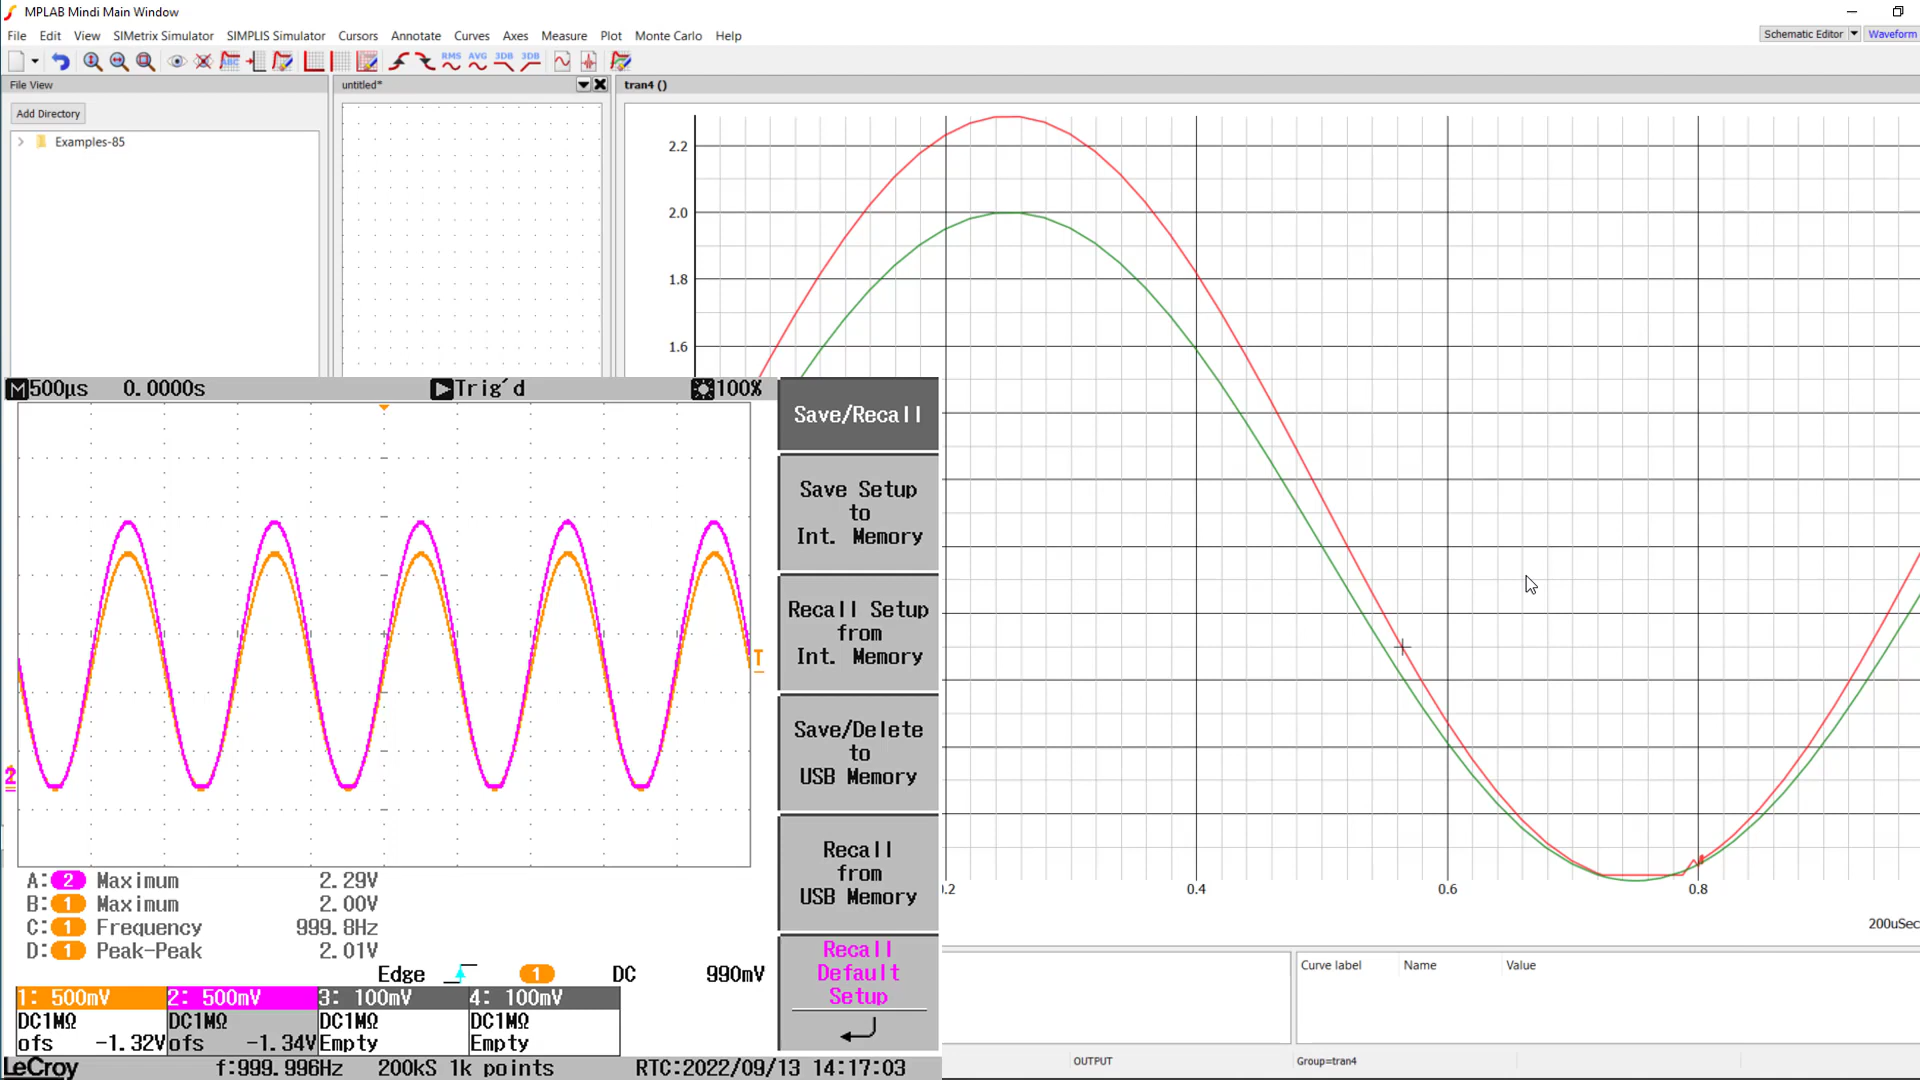 MPLAB Mindi Main Window
File Edit View SIMetrix Simulator SIMPLIS Simulator Cursors Annotate Curves Axes Measure Plot Monte Carlo Help
Schematic Editor Waveform
ABC RMS AVG 3DB 3DB
File View
untitled*
tran4 ()
Add Directory
Examples-85
2.2
2.0
1.8
1.6
M 500µs 0.0000s Trig'd 100%
Save/Recall
Save Setup
to
Int. Memory
Recall Setup
from
Int. Memory
Save/Delete
to
USB Memory
Recall
from
USB Memory
Recall
Default
Setup
T
2
.2 0.4 0.6 0.8
200uSec
A: 2 Maximum 2.29V
B: 1 Maximum 2.00V
C: 1 Frequency 999.8Hz
D: 1 Peak-Peak 2.01V
Edge 1 DC 990mV
1: 500mV 2: 500mV 3: 100mV 4: 100mV
DC1MΩ DC1MΩ DC1MΩ DC1MΩ
ofs -1.32V ofs -1.34V Empty Empty
LeCroy f:999.996Hz 200kS 1k points RTC:2022/09/13 14:17:03
Curve label Name Value
OUTPUT Group=tran4